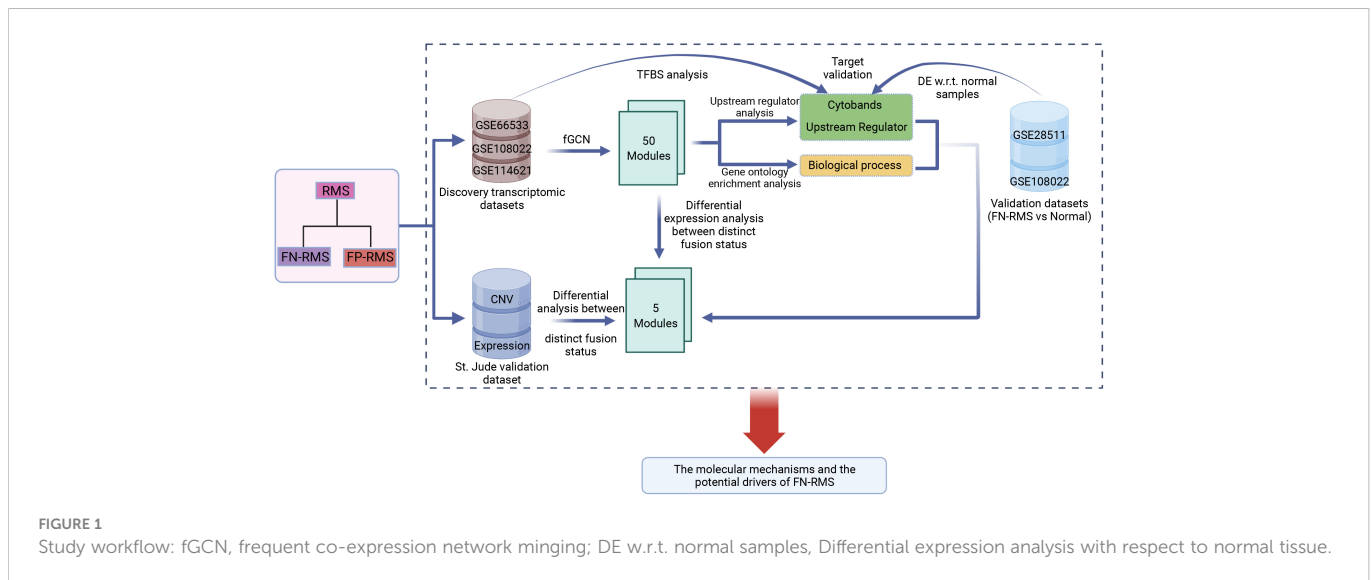 TFBS analysis
Target
validation
DE w.r.t. normal
samples
GSE66533
GSE108022
GSE114621
Discovery transcriptomic
datasets
fGCN
50
Modules
Upstream regulator
analysis
Gene ontology
enrichment analysis
Cytobands
Upstream Regulator
Biological process
GSE28511
GSE108022
Validation datasets
(FN-RMS vs Normal)
RMS
FN-RMS
FP-RMS
Differential
expression analysis
between distinct
fusion status
CNV
Expression
St. Jude validation
dataset
Differential
analysis between
distinct fusion
status
5
Modules
The molecular mechanisms and the
potential drivers of FN-RMS
FIGURE 1
Study workflow: fGCN, frequent co-expression network minging; DE w.r.t. normal samples, Differential expression analysis with respect to normal tissue.